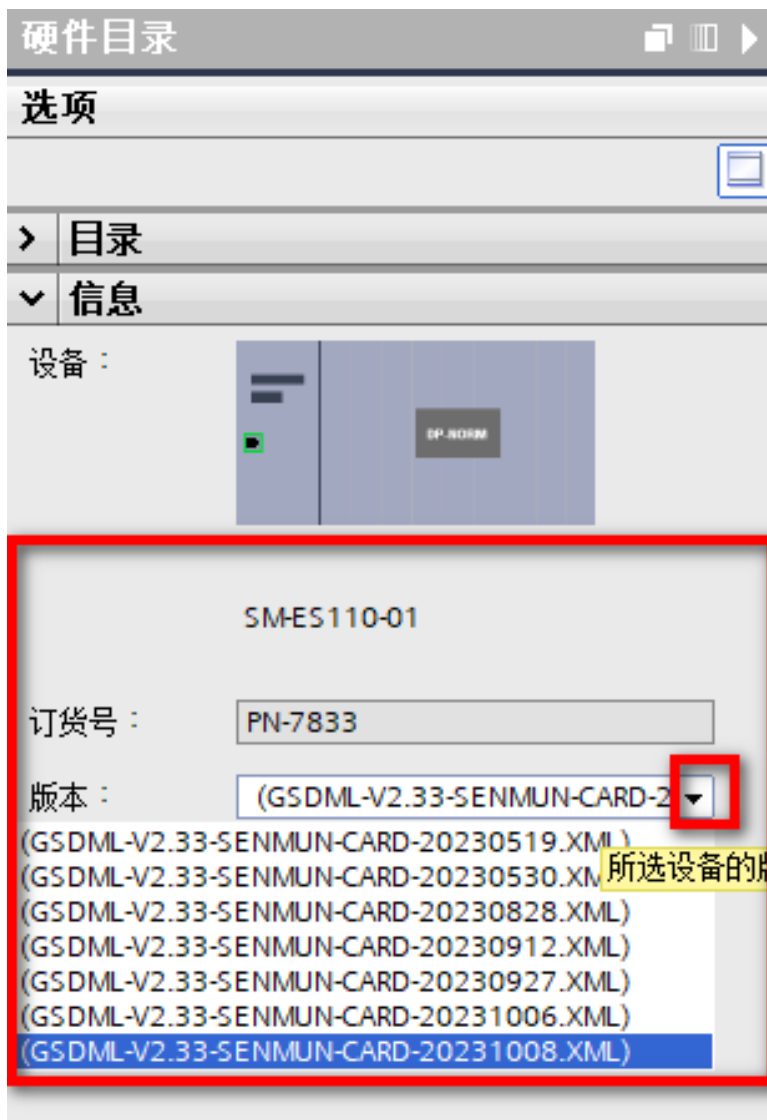 硬件目录
选项
目录
信息
设备：
DP-NORM
SM-ES110-01
订货号： PN-7833
版本： (GSDML-V2.33-SENMUN-CARD-2
(GSDML-V2.33-SENMUN-CARD-20230519.XML)
(GSDML-V2.33-SENMUN-CARD-20230530.XM
所选设备的
(GSDML-V2.33-SENMUN-CARD-20230828.XML)
(GSDML-V2.33-SENMUN-CARD-20230912.XML)
(GSDML-V2.33-SENMUN-CARD-20230927.XML)
(GSDML-V2.33-SENMUN-CARD-20231006.XML)
(GSDML-V2.33-SENMUN-CARD-20231008.XML)